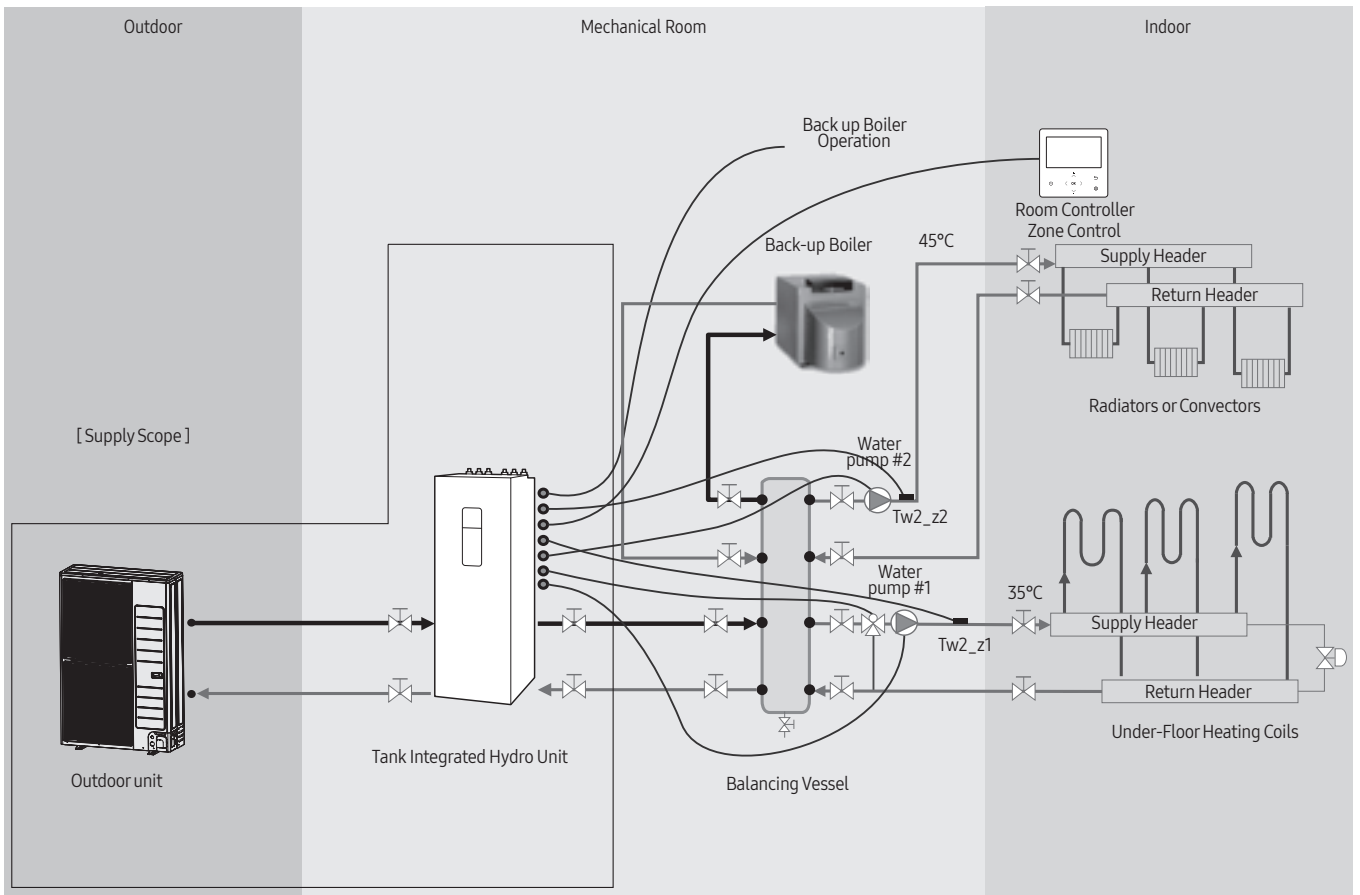 Outdoor
Mechanical Room
Indoor
Back up Boiler
Operation
Room Controller
Zone Control
Back-up Boiler
45°C
Supply Header
Return Header
Radiators or Convectors
[ Supply Scope ]
Water
pump #2
Tw2_z2
Water
pump #1
35°C
Supply Header
Tw2_z1
Return Header
Under-Floor Heating Coils
Tank Integrated Hydro Unit
Outdoor unit
Balancing Vessel
OK